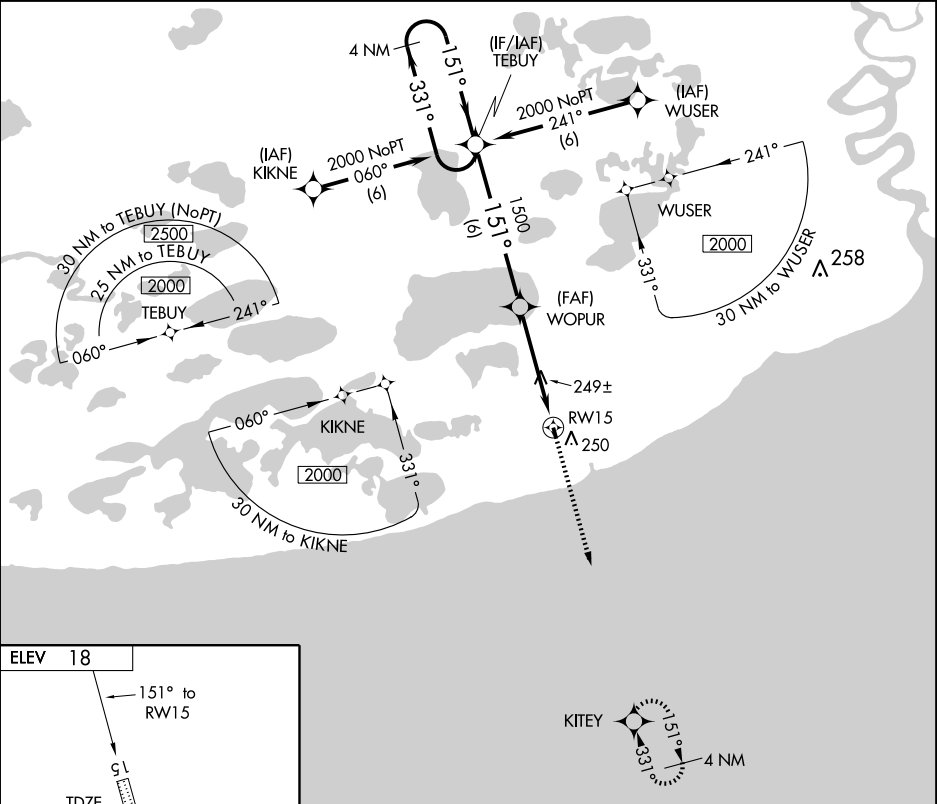 4 NM
151°
331°
(IF/IAF)
TEBUY
2000 NoPT
241°
(6)
(IAF)
WUSER
(IAF)
KIKNE
2000 NoPT
060°
(6)
1500
151°
(6)
241°
WUSER
2000
331°
30 NM to WUSER
258
30 NM to TEBUY (NoPT)
2500
25 NM to TEBUY
2000
TEBUY
241°
060°
(FAF)
WOPUR
249±
RW15
250
060°
KIKNE
331°
2000
30 NM to KIKNE
ELEV 18
151° to
RW15
15
TDZE
KITEY
151°
331°
4 NM